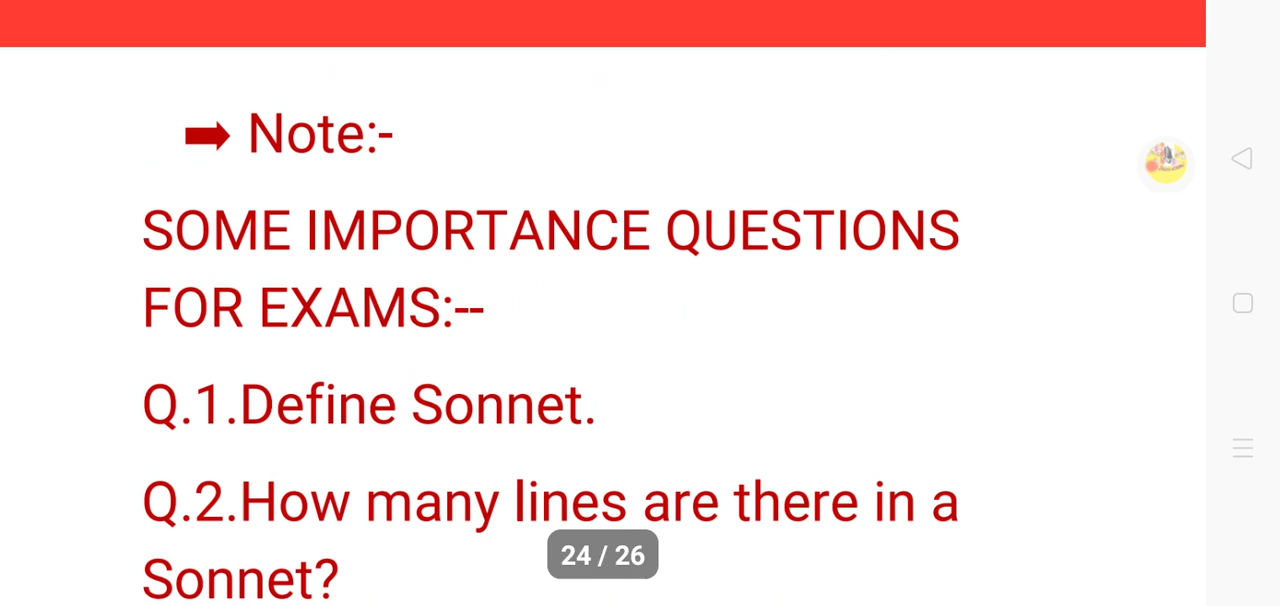 ➡ Note:-
SOME IMPORTANCE QUESTIONS
FOR EXAMS:--
Q.1.Define Sonnet.
Q.2.How many lines are there in a
Sonnet?
24 / 26